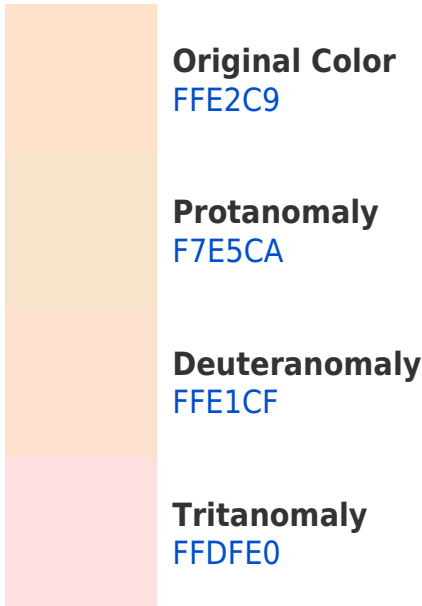 Original Color
FFE2C9
Protanomaly
F7E5CA
Deuteranomaly
FFE1CF
Tritanomaly
FFDFE0